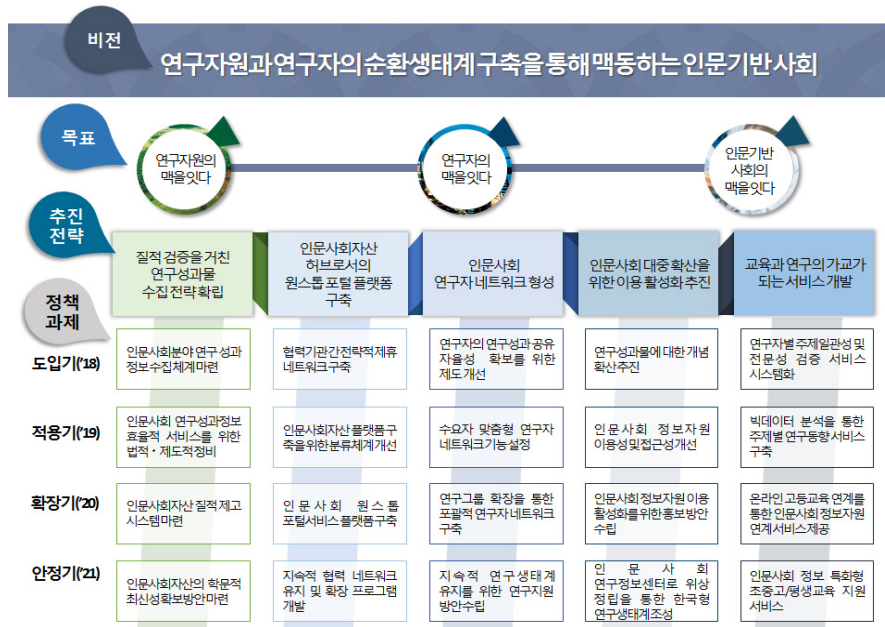 비전
연구자원과 연구자의 순환생태계 구축을 통해 맥동하는 인문기반 사회
목표
연구자원의
맥을잇다
연구자의
맥을잇다
인문기반
사회의
맥을잇다
추진
전략
질적 검증을 거친
연구성과물
수집 전략 확립
인문사회자산
허브로서의
원스톱 포털 플랫폼
구축
인문사회
연구자 네트워크 형성
인문사회 대중 확산을
위한 이용 활성화 추진
교육과 연구의 가교가
되는 서비스 개발
정책
과제
도입기('18)
인문사회분야 연구 성과
정보수집체계마련
협력기관간 전략적 제휴
네트워크구축
연구자의 연구성과 공유
자율성 확보를 위한
제도 개선
연구성과물에 대한 개념
확산추진
연구자별 주제일관성 및
전문성 검증 서비스
시스템화
적용기('19)
인문사회 연구성과정보
효율적 서비스를 위한
법적・제도적정비
인문사회자산 플랫폼 구
축을 위한 분류체계 개선
수요자 맞춤형 연구자
네트워크 기능 설정
인문사회 정보자원
이용성및접근성개선
빅데이터 분석을 통한
주제별 연구동향 서비스
구축
확장기('20)
인문사회자산 질적 제고
시스템마련
인문사회 원스톱
포털서비스 플랫폼구축
연구그룹 확장을 통한
포괄적 연구자 네트워크
구축
인문사회 정보자원 이용
활성화를 위한 홍보방안
수립
온라인 고등교육 연계를
통한 인문사회 정보자원
연계서비스제공
안정기('21)
인문사회자산의 학문적
최신성확보방안마련
지속적 협력 네트워크
유지 및 확장 프로그램
개발
지속적 연구생태계
유지를 위한 연구지원
방안수립
인문사회
연구정보센터로 위상
정립을 통한 한국형
연구생태계조성
인문사회 정보 특화형
초중고/평생교육 지원
서비스